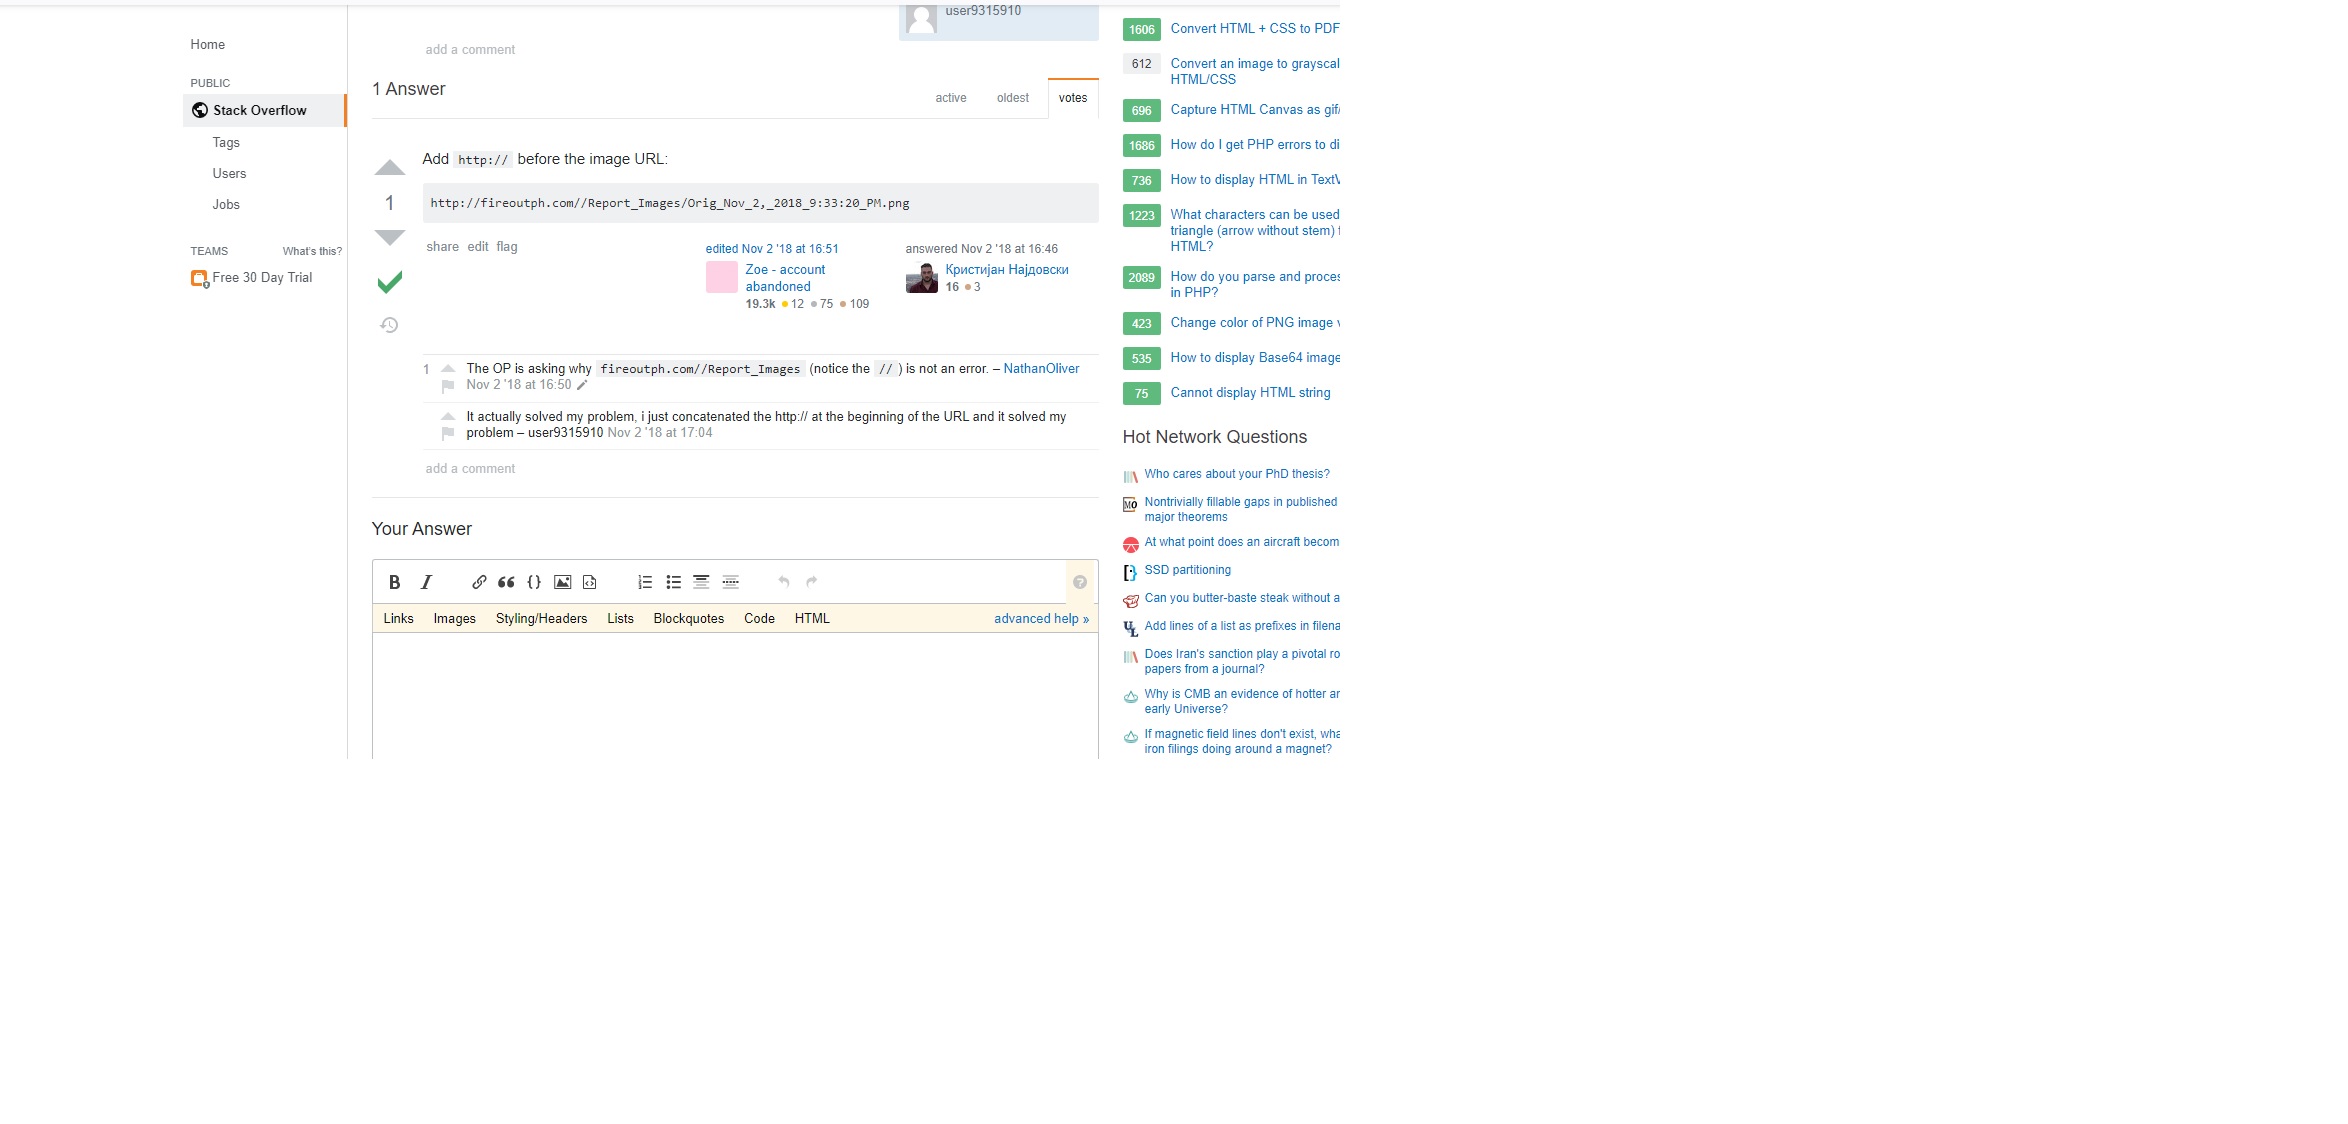 user9315910
Home
add a comment
PUBLIC
Stack Overflow
Tags
Users
Jobs
TEAMS What's this?
Free 30 Day Trial
1 Answer
active oldest votes
Add http:// before the image URL:
1
http://fireoutph.com//Report_Images/Orig_Nov_2,_2018_9:33:20_PM.png
share edit flag
edited Nov 2 '18 at 16:51
Zoe - account
abandoned
19.3k 12 75 109
answered Nov 2 '18 at 16:46
Кристијан Најдовски
16 3
1 The OP is asking why fireoutph.com//Report_Images (notice the // ) is not an error. – NathanOliver
Nov 2 '18 at 16:50
It actually solved my problem, i just concatenated the http:// at the beginning of the URL and it solved my
problem – user9315910 Nov 2 '18 at 17:04
add a comment
Your Answer
B I
Links Images Styling/Headers Lists Blockquotes Code HTML advanced help »
1606 Convert HTML + CSS to PDF
612 Convert an image to grayscal
HTML/CSS
696 Capture HTML Canvas as gif/
1686 How do I get PHP errors to di
736 How to display HTML in TextV
1223 What characters can be used
triangle (arrow without stem) f
HTML?
2089 How do you parse and proces
in PHP?
423 Change color of PNG image v
535 How to display Base64 image
75 Cannot display HTML string
Hot Network Questions
Who cares about your PhD thesis?
MO Nontrivially fillable gaps in published
major theorems
At what point does an aircraft becom
SSD partitioning
Can you butter-baste steak without a
UL Add lines of a list as prefixes in filena
Does Iran's sanction play a pivotal ro
papers from a journal?
Why is CMB an evidence of hotter ar
early Universe?
If magnetic field lines don't exist, wha
iron filings doing around a magnet?